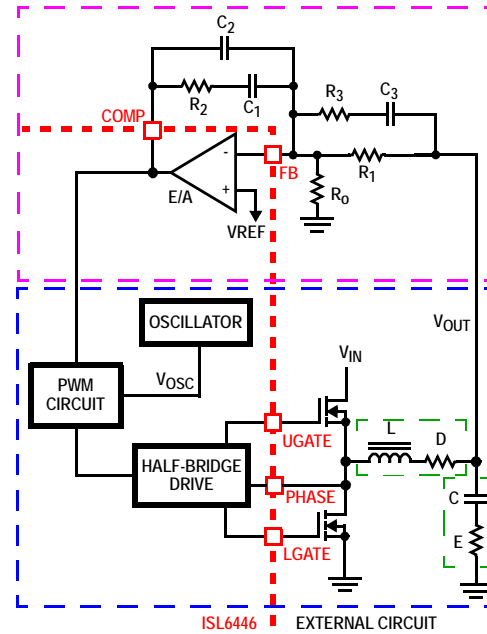 C2
R2
C1
R3
C3
COMP
E/A
-
+
FB
R1
Ro
VREF
VOUT
OSCILLATOR
VIN
PWM
CIRCUIT
VOSC
UGATE
L
D
HALF-BRIDGE
DRIVE
PHASE
C
E
LGATE
ISL6446
EXTERNAL CIRCUIT